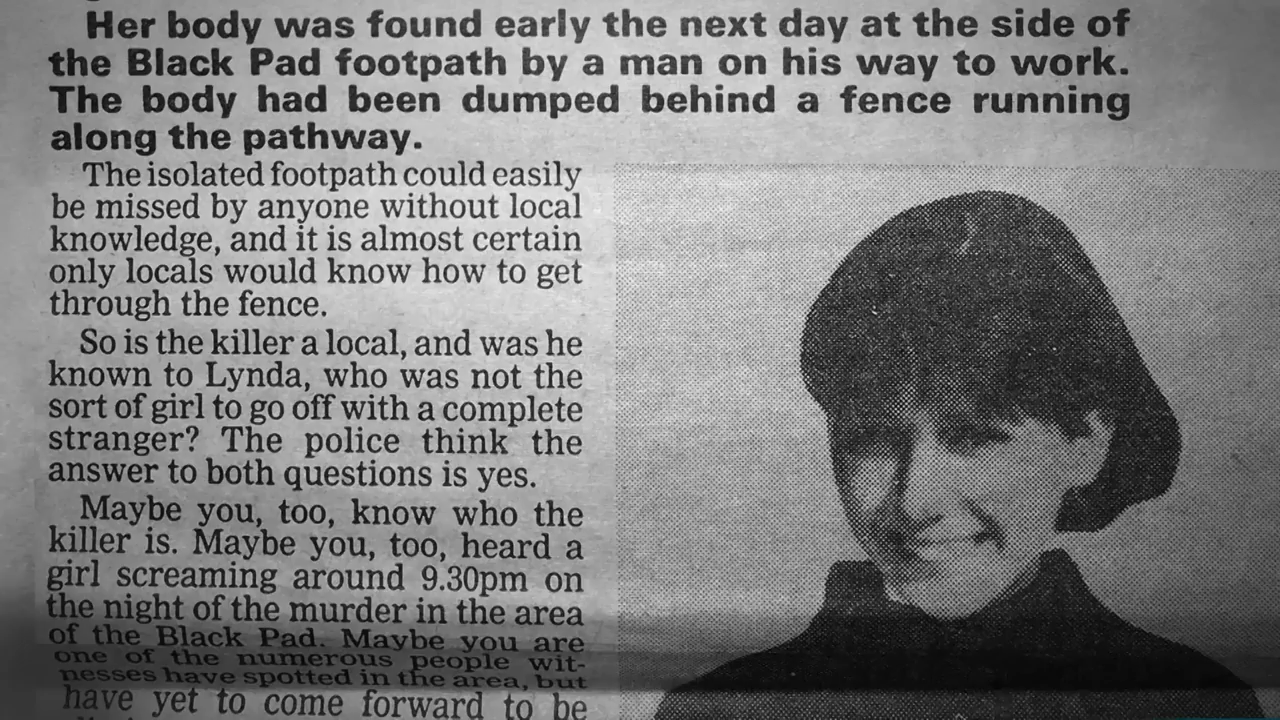 Her body was found early the next day at the side of
the Black Pad footpath by a man on his way to work.
The body had been dumped behind a fence running
along the pathway.
The isolated footpath could easily
be missed by anyone without local
knowledge, and it is almost certain
only locals would know how to get
through the fence.
So is the killer a local, and was he
known to Lynda, who was not the
sort of girl to go off with a complete
stranger? The police think the
answer to both questions is yes.
Maybe you, too, know who the
killer is. Maybe you, too, heard a
girl screaming around 9.30pm on
the night of the murder in the area
of the Black Pad. Maybe you are
one of the numerous people wit-
nesses have spotted in the area, but
have yet to come forward to be